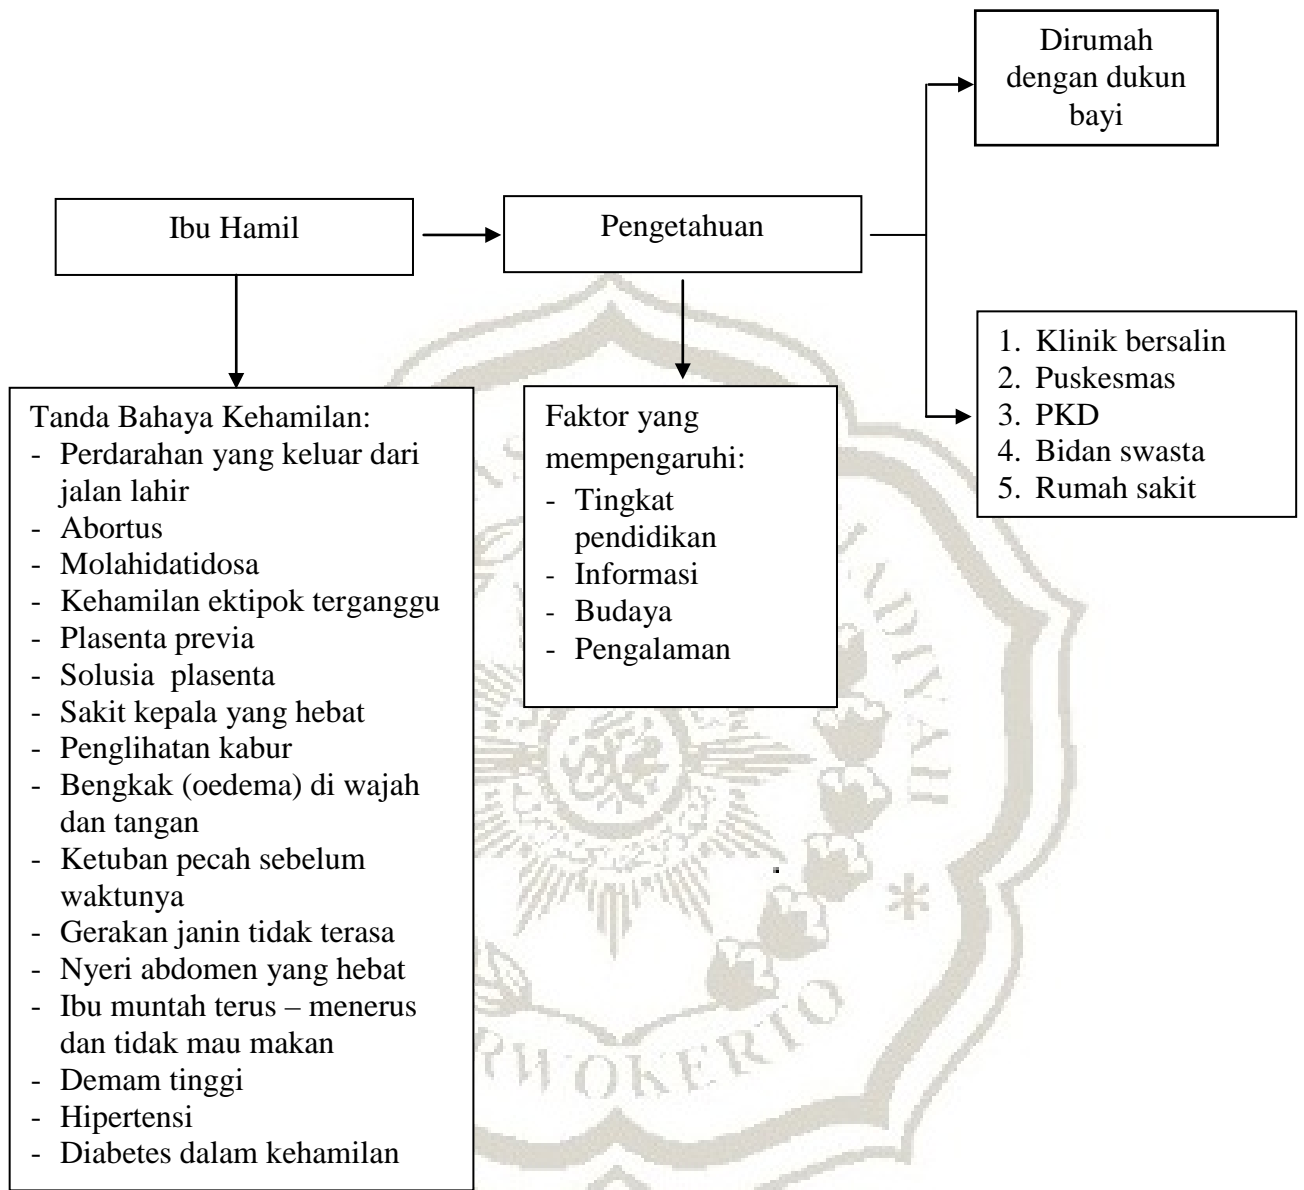 Dirumah
dengan dukun
bayi
Ibu Hamil
Pengetahuan
1. Klinik bersalin
2. Puskesmas
3. PKD
4. Bidan swasta
5. Rumah sakit
Tanda Bahaya Kehamilan:
- Perdarahan yang keluar dari
jalan lahir
- Abortus
- Molahidatidosa
- Kehamilan ektipok terganggu
- Plasenta previa
- Solusia plasenta
- Sakit kepala yang hebat
- Penglihatan kabur
- Bengkak (oedema) di wajah
dan tangan
- Ketuban pecah sebelum
waktunya
- Gerakan janin tidak terasa
- Nyeri abdomen yang hebat
- Ibu muntah terus – menerus
dan tidak mau makan
- Demam tinggi
- Hipertensi
- Diabetes dalam kehamilan
Faktor yang
mempengaruhi:
- Tingkat
pendidikan
- Informasi
- Budaya
- Pengalaman